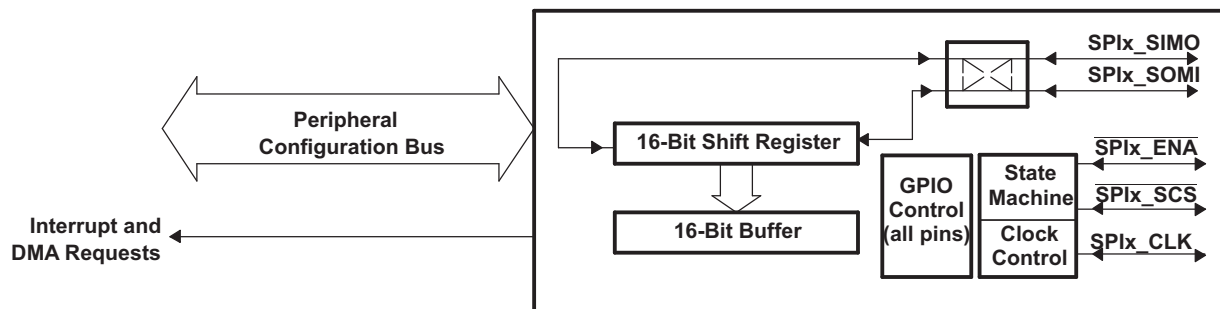 SPIx_SIMO
SPIx_SOMI
Peripheral
Configuration Bus
16-Bit Shift Register
SPIx_ENA
GPIO
Control
(all pins)
State
Machine
SPIx_SCS
Interrupt and
DMA Requests
16-Bit Buffer
Clock
Control
SPIx_CLK